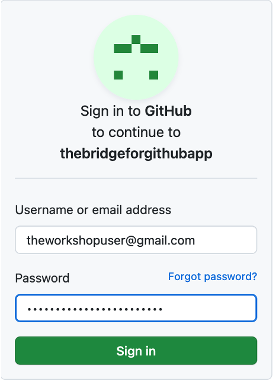 Sign in to GitHub
to continue to
thebridgeforgithubapp
Username or email address
theworkshopuser@gmail.com
Password Forgot password?
••••••••••••••••••••••••
Sign in